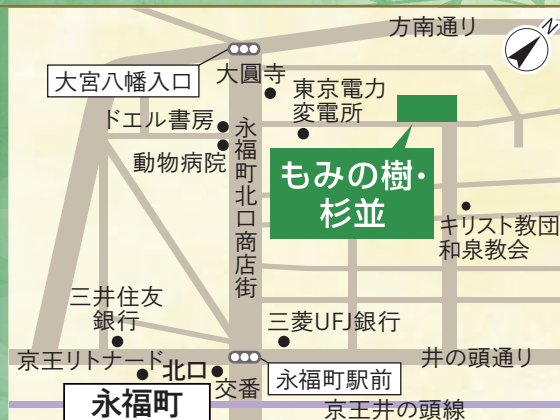 方南通り
N
大宮八幡入口
大圓寺
東京電力
変電所
ドエル書房
動物病院
永福町北口商店街
もみの樹・
杉並
キリスト教団
和泉教会
三井住友
銀行
三菱UFJ銀行
京王リトナード
北口
交番
永福町駅前
井の頭通り
永福町
京王井の頭線